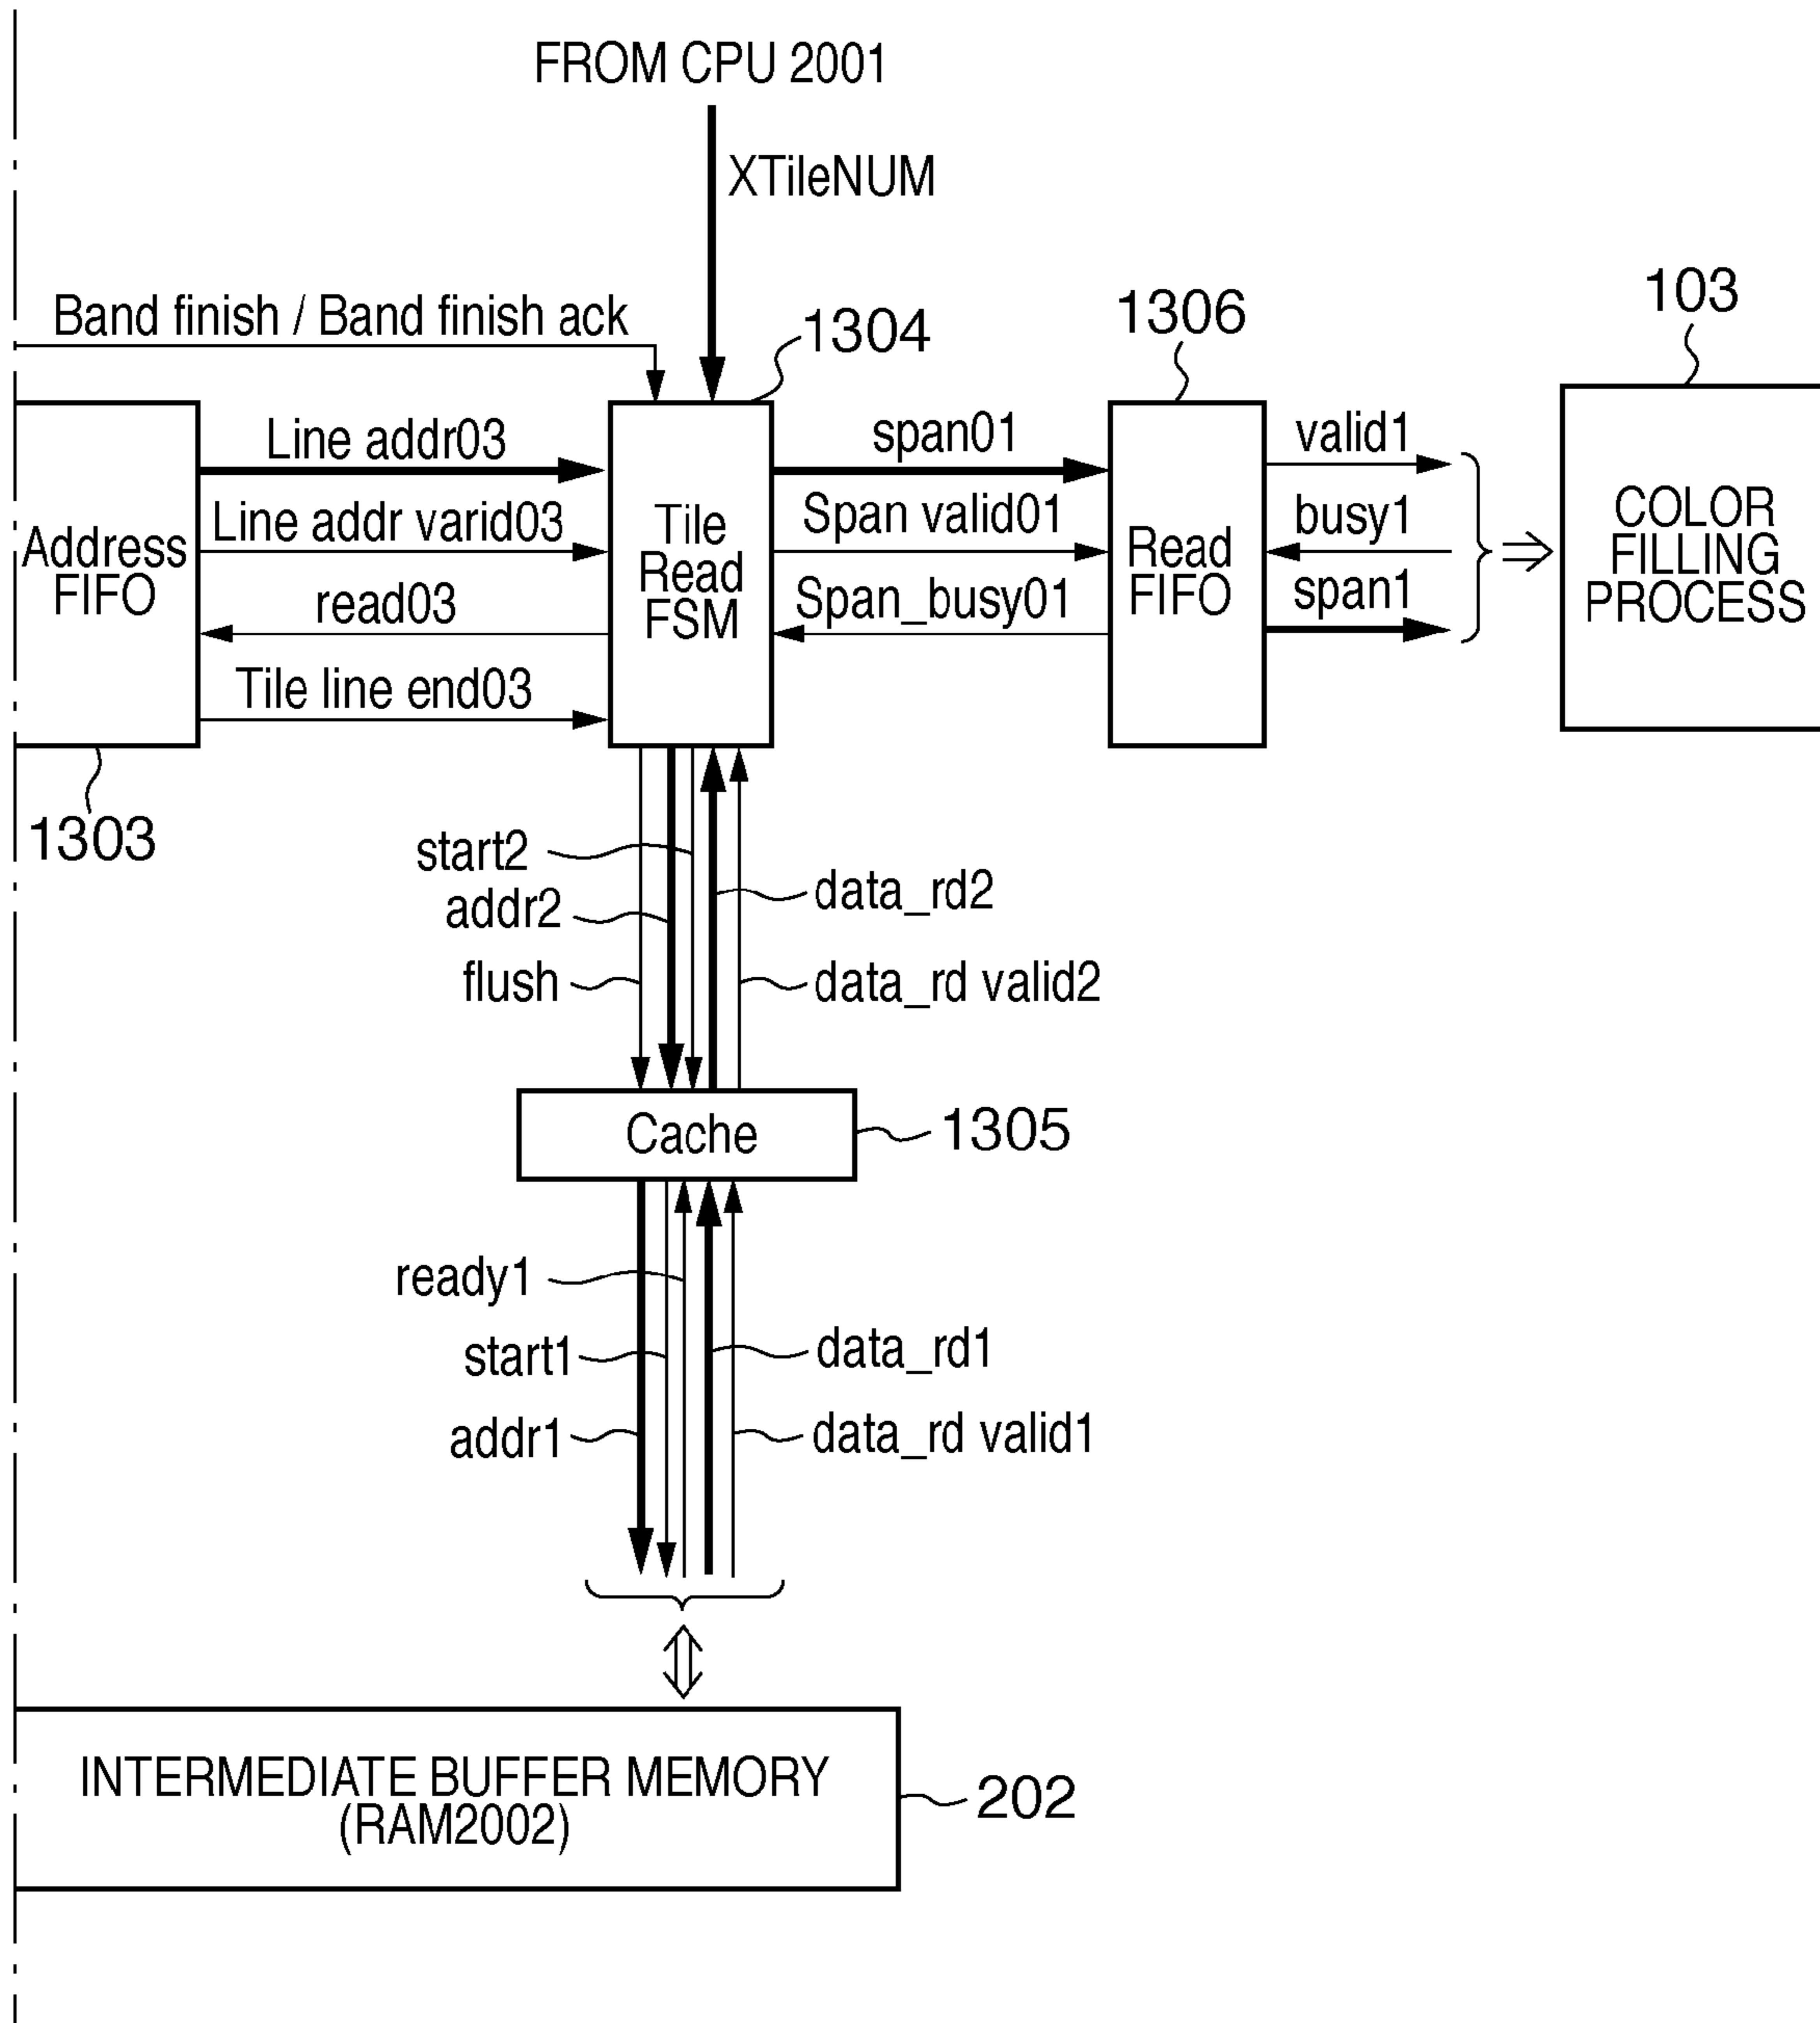 FROM CPU 2001
XTileNUM
Band finish / Band finish ack
1304
1306
103
Line addr03
Line addr varid03
read03
Tile line end03
Address
FIFO
1303
Tile
Read
FSM
span01
Span valid01
Span_busy01
Read
FIFO
valid1
busy1
span1
COLOR
FILLING
PROCESS
start2
addr2
flush
data_rd2
data_rd valid2
Cache
1305
ready1
start1
addr1
data_rd1
data_rd valid1
INTERMEDIATE BUFFER MEMORY
(RAM2002)
202